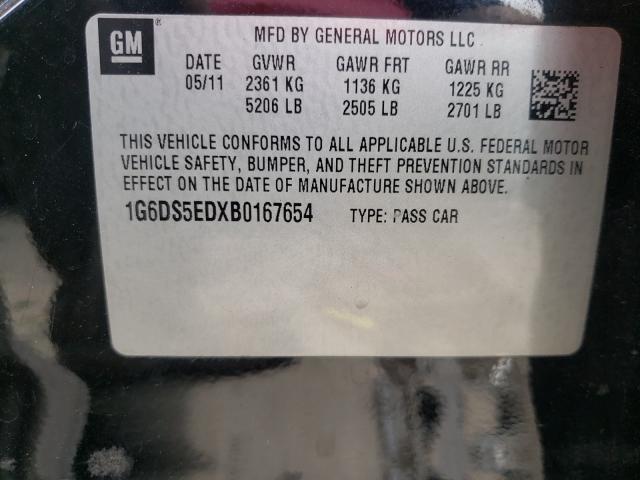 GM ®
MFD BY GENERAL MOTORS LLC
DATE GVWR GAWR FRT GAWR RR
05/11 2361 KG 1136 KG 1225 KG
5206 LB 2505 LB 2701 LB
THIS VEHICLE CONFORMS TO ALL APPLICABLE U.S. FEDERAL MOTOR
VEHICLE SAFETY, BUMPER, AND THEFT PREVENTION STANDARDS IN
EFFECT ON THE DATE OF MANUFACTURE SHOWN ABOVE.
1G6DS5EDXB0167654 TYPE: PASS CAR